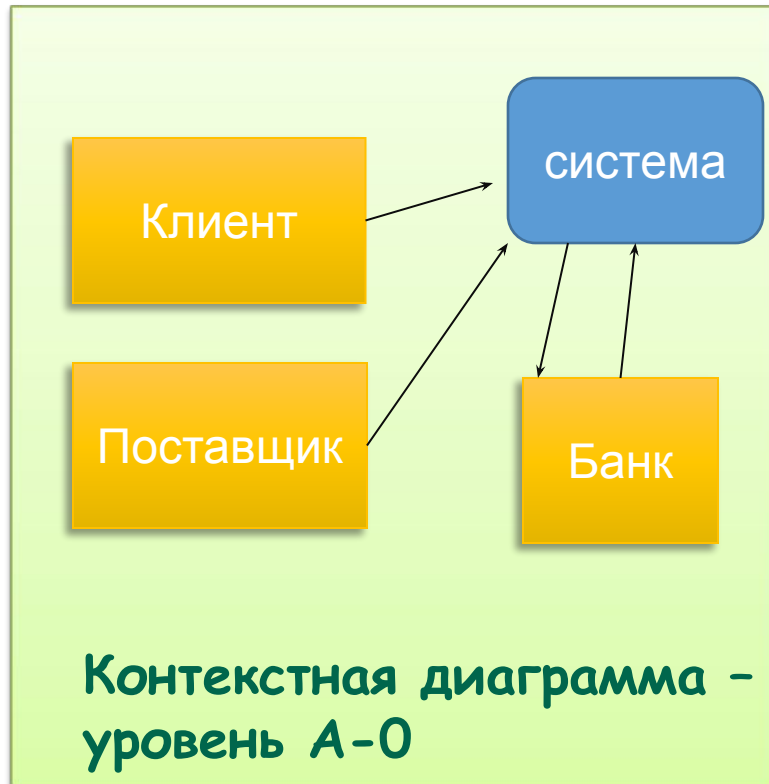 система
Клиент
Поставщик
Банк
Контекстная диаграмма –
уровень А-0